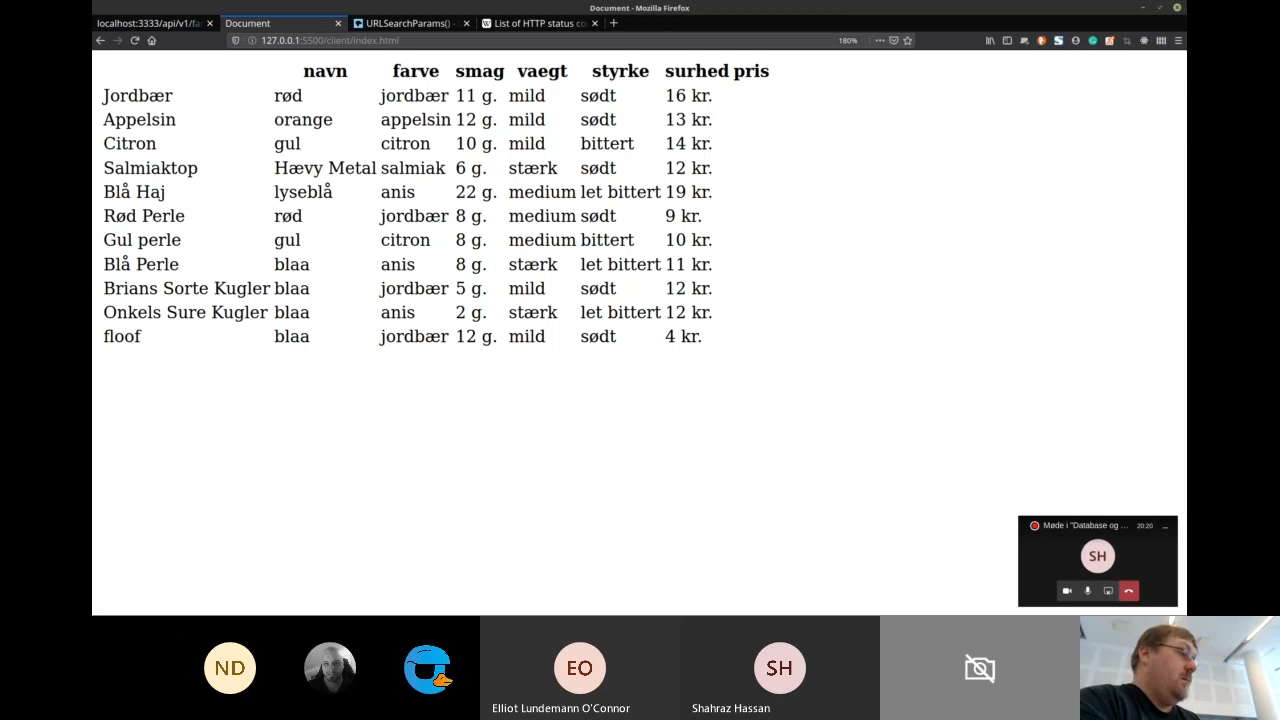 Document - Mozilla Firefox
localhost:3333/api/v1/fa
Document
URLSearchParams() -
List of HTTP status co
127.0.0.1:5500/client/index.html
180%
navn farve smag vaegt styrke surhed pris
Jordbær rød jordbær 11 g. mild sødt 16 kr.
Appelsin orange appelsin 12 g. mild sødt 13 kr.
Citron gul citron 10 g. mild bittert 14 kr.
Salmiaktop Hævy Metal salmiak 6 g. stærk sødt 12 kr.
Blå Haj lyseblå anis 22 g. medium let bittert 19 kr.
Rød Perle rød jordbær 8 g. medium sødt 9 kr.
Gul perle gul citron 8 g. medium bittert 10 kr.
Blå Perle blaa anis 8 g. stærk let bittert 11 kr.
Brians Sorte Kugler blaa jordbær 5 g. mild sødt 12 kr.
Onkels Sure Kugler blaa anis 2 g. stærk let bittert 12 kr.
floof blaa jordbær 12 g. mild sødt 4 kr.
Møde i "Database og ... 20:20
SH
ND
EO
SH
Elliot Lundemann O'Connor
Shahraz Hassan